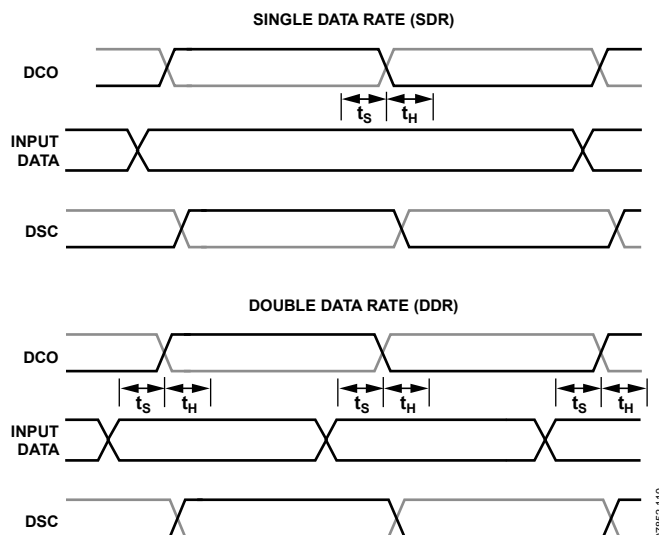 SINGLE DATA RATE (SDR)
DCO
tS tH
INPUT
DATA
DSC
DOUBLE DATA RATE (DDR)
DCO
tS tH tS tH tS tH
INPUT
DATA
DSC